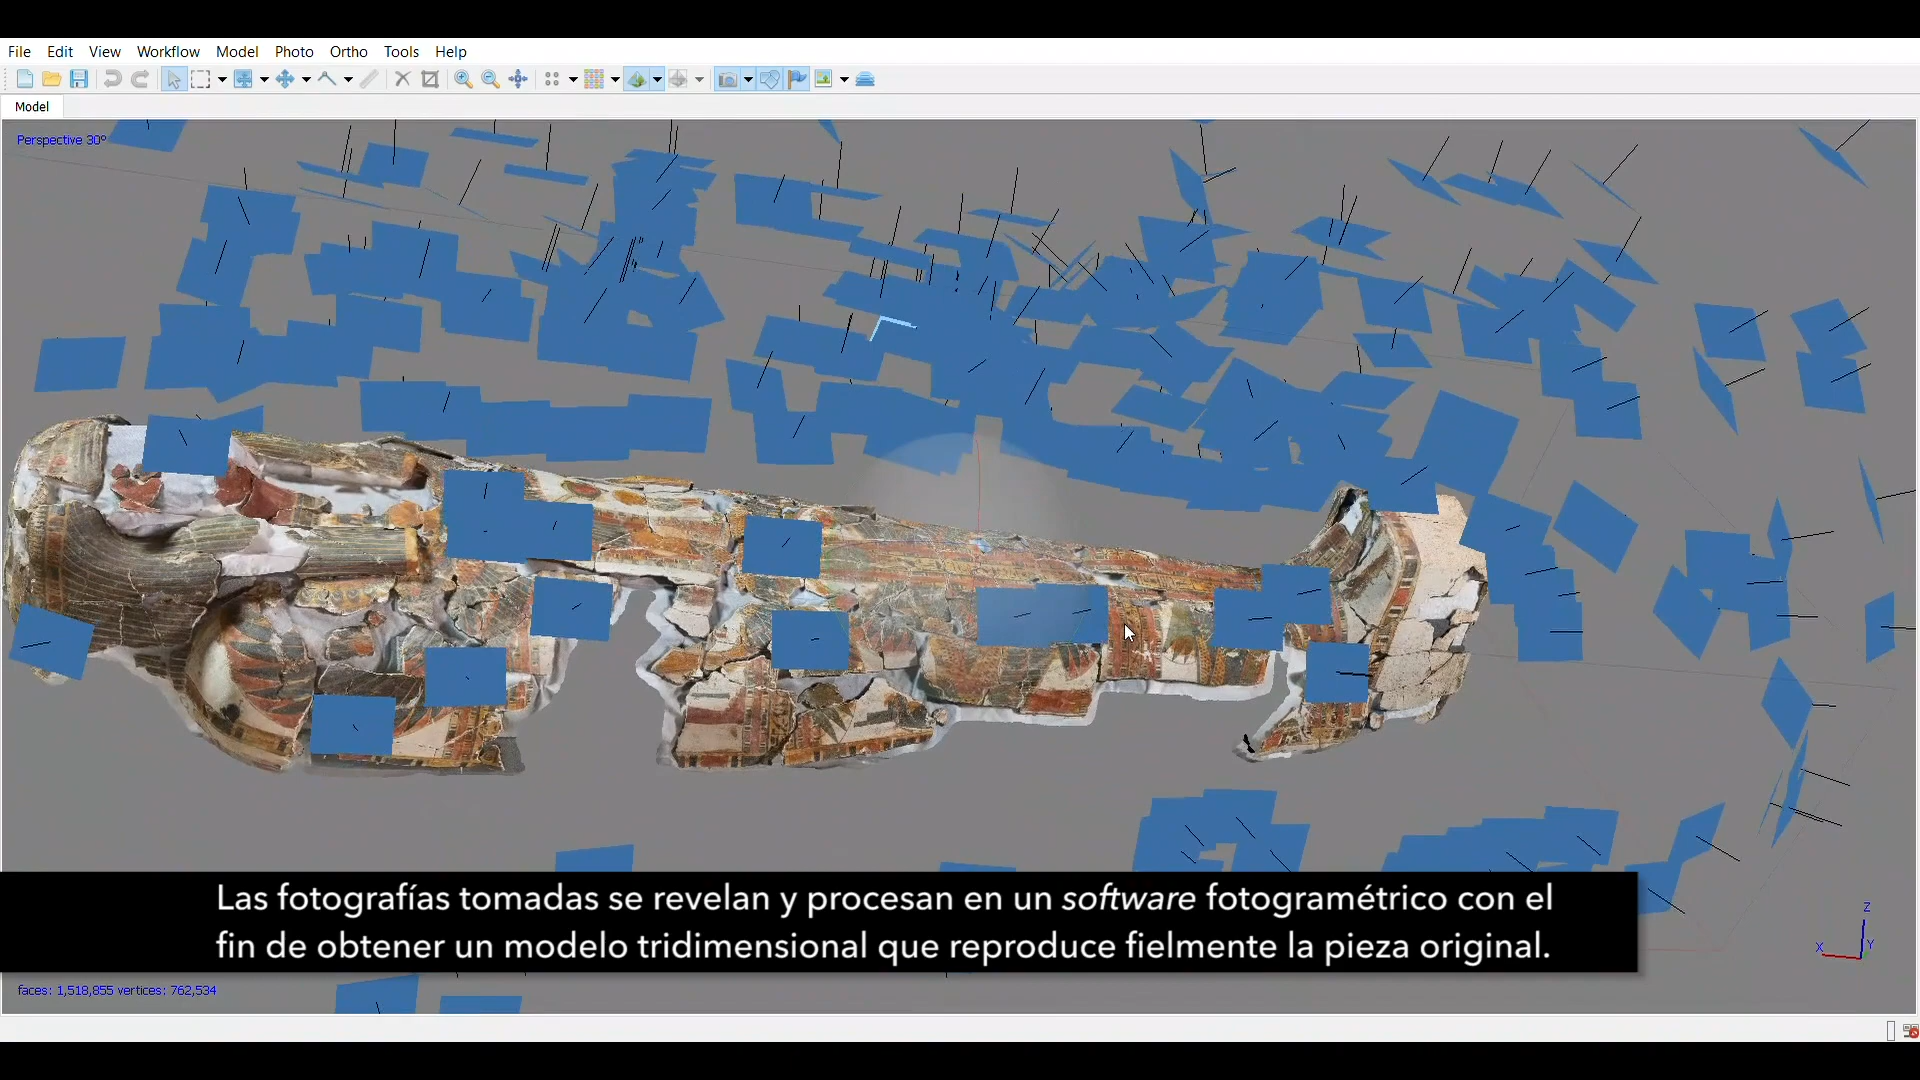 File Edit View Workflow Model Photo Ortho Tools Help
Model
Perspective 30°
Las fotografías tomadas se revelan y procesan en un software fotogramétrico con el
fin de obtener un modelo tridimensional que reproduce fielmente la pieza original.
Z
X
Y
faces: 1,518,855 vertices: 762,534